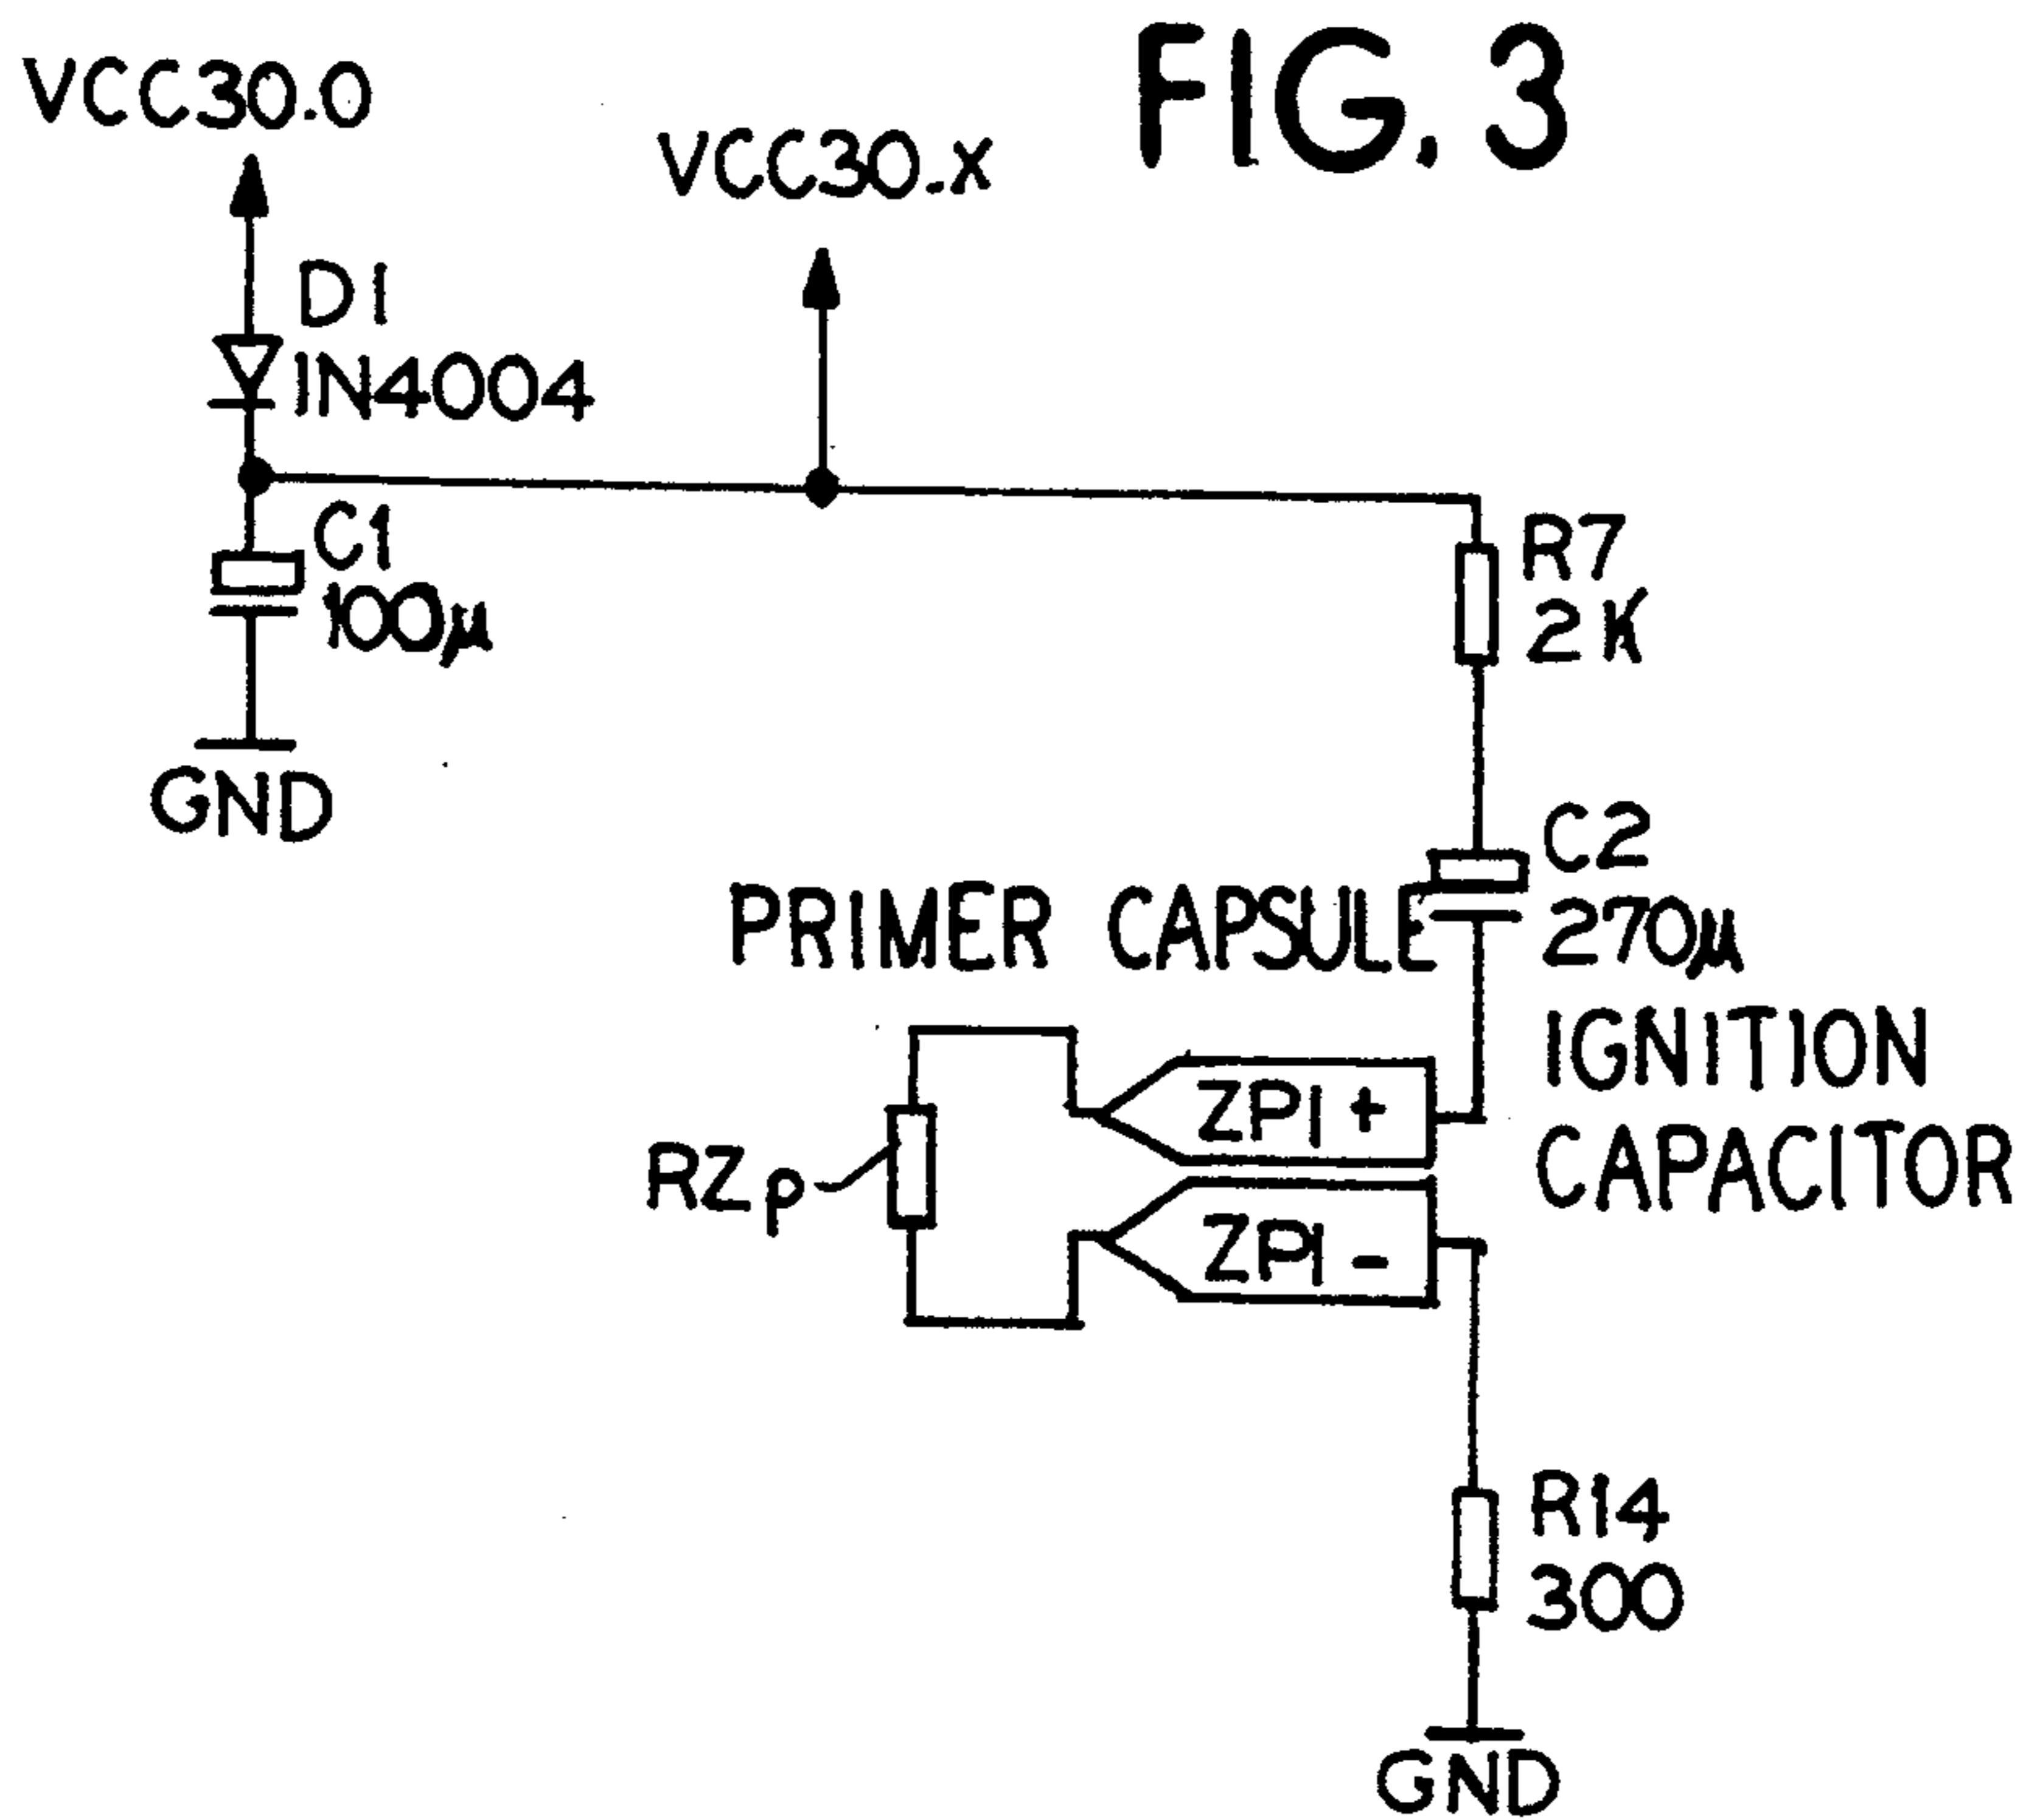 FIG. 3
VCC30.0
VCC30.X
D1
1N4004
C1
100µ
GND
R7
2K
C2
270µ
IGNITION
CAPACITOR
PRIMER CAPSULE
ZP1+
RZp
ZP1-
R14
300
GND